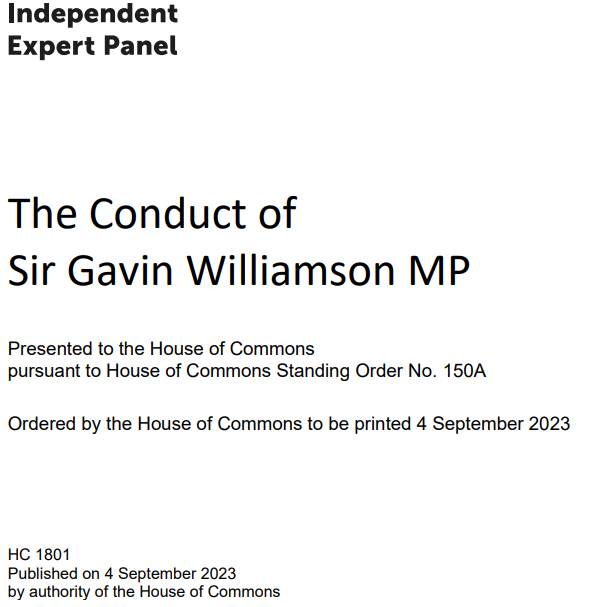 Independent
Expert Panel
The Conduct of
Sir Gavin Williamson MP
Presented to the House of Commons
pursuant to House of Commons Standing Order No. 150A
Ordered by the House of Commons to be printed 4 September 2023
HC 1801
Published on 4 September 2023
by authority of the House of Commons